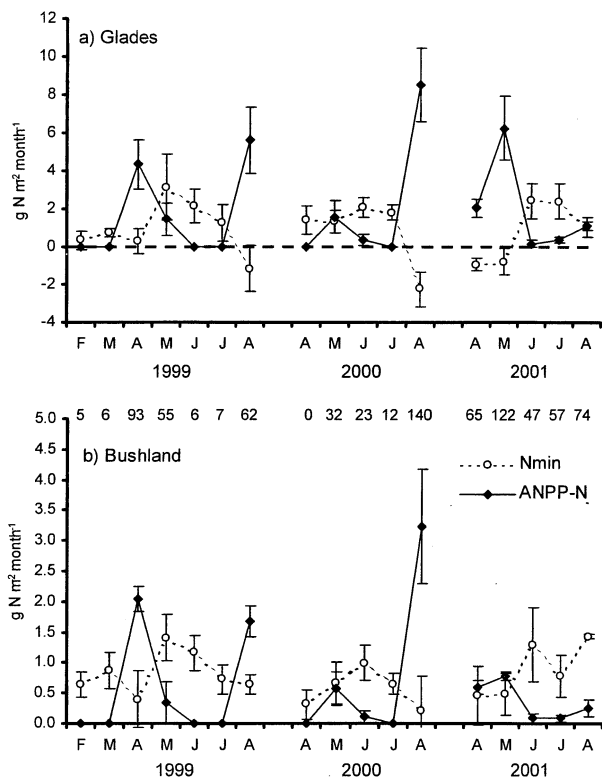 a) Glades
12
10
8
6
4
2
0
-2
-4
g N m² month⁻¹
F M A M J J A A M J J A A M J J A
1999 2000 2001
5 6 93 55 6 7 62 0 32 23 12 140 65 122 47 57 74
b) Bushland
5.0
4.5
4.0
3.5
3.0
2.5
2.0
1.5
1.0
0.5
0.0
g N m² month⁻¹
Nmin
ANPP-N
F M A M J J A A M J J A A M J J A
1999 2000 2001